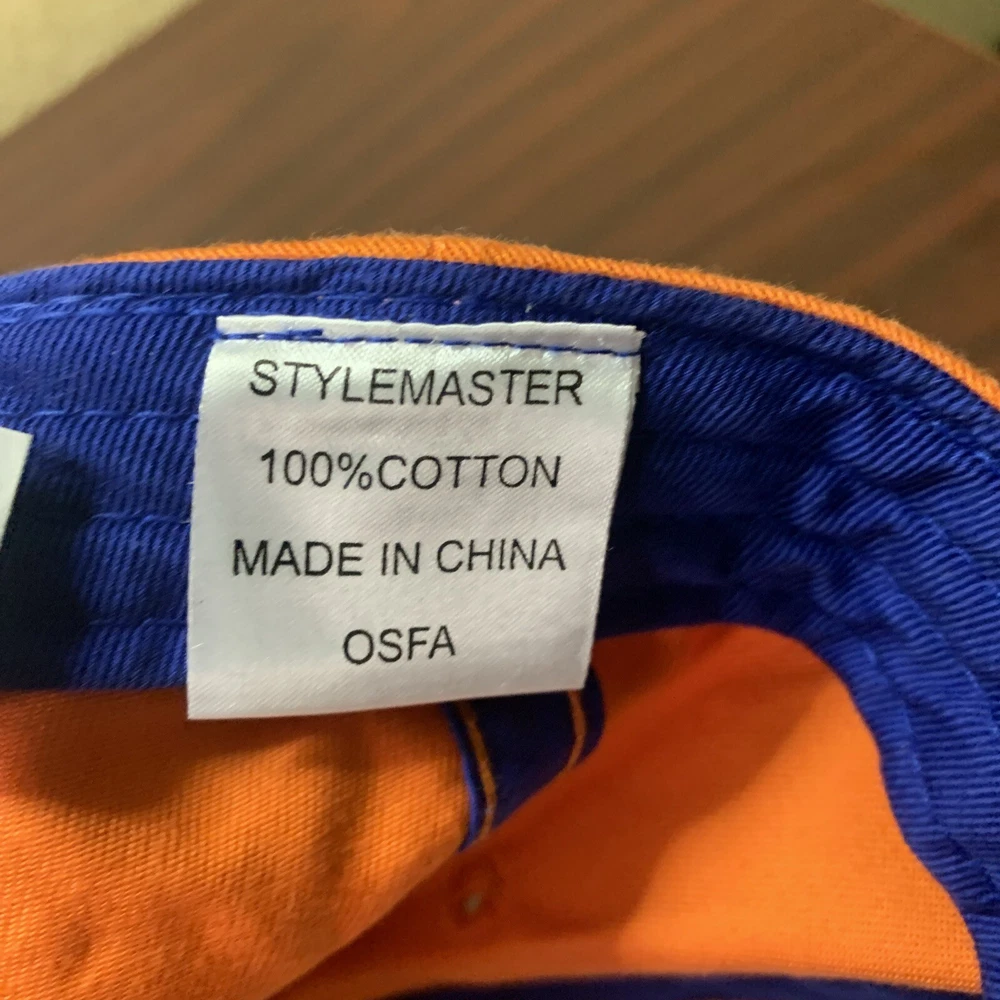 STYLEMASTER
100%COTTON
MADE IN CHINA
OSFA